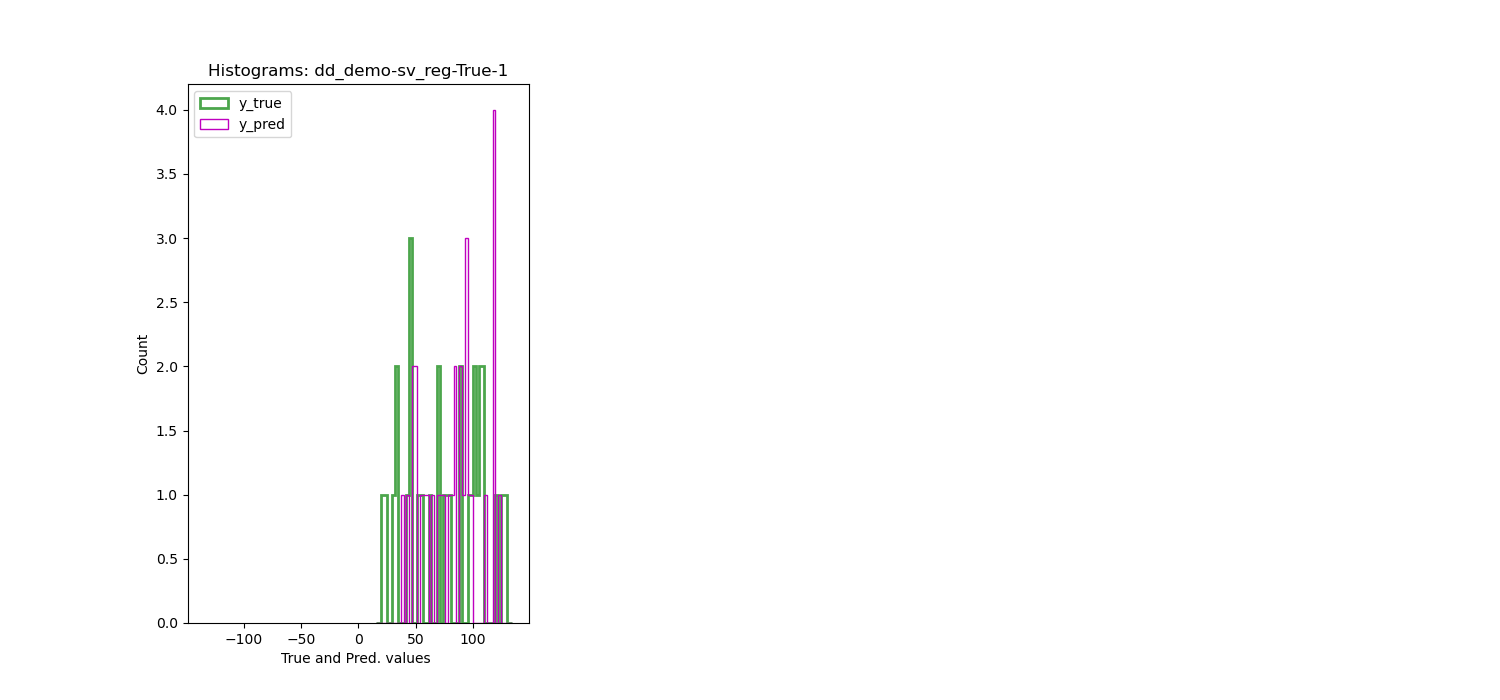 Histograms: dd_demo-sv_reg-True-1
y_true
y_pred
4.0
3.5
3.0
2.5
2.0
1.5
1.0
0.5
0.0
Count
−100 −50 0 50 100
True and Pred. values